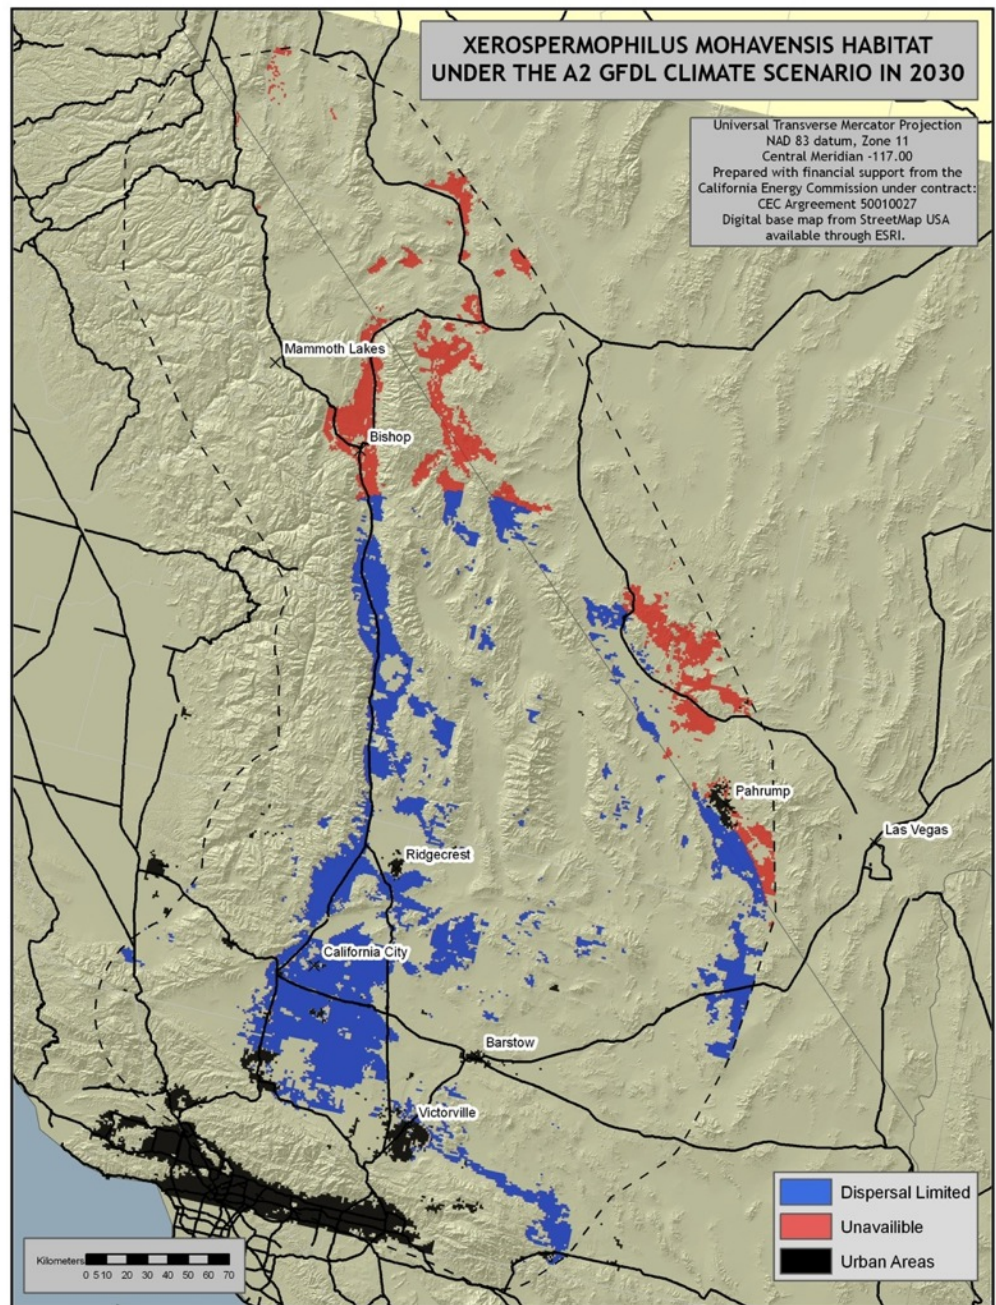 XEROSPERMOPHILUS MOHAVENSIS HABITAT
UNDER THE A2 GFDL CLIMATE SCENARIO IN 2030
Universal Transverse Mercator Projection
NAD 83 datum, Zone 11
Central Meridian -117.00
Prepared with financial support from the
California Energy Commission under contract:
CEC Argreement 50010027
Digital base map from StreetMap USA
available through ESRI.
Mammoth Lakes
Bishop
Pahrump
Las Vegas
Ridgecrest
California City
Barstow
Victorville
Dispersal Limited
Unavailible
Urban Areas
Kilometers
0 5 10 20 30 40 50 60 70